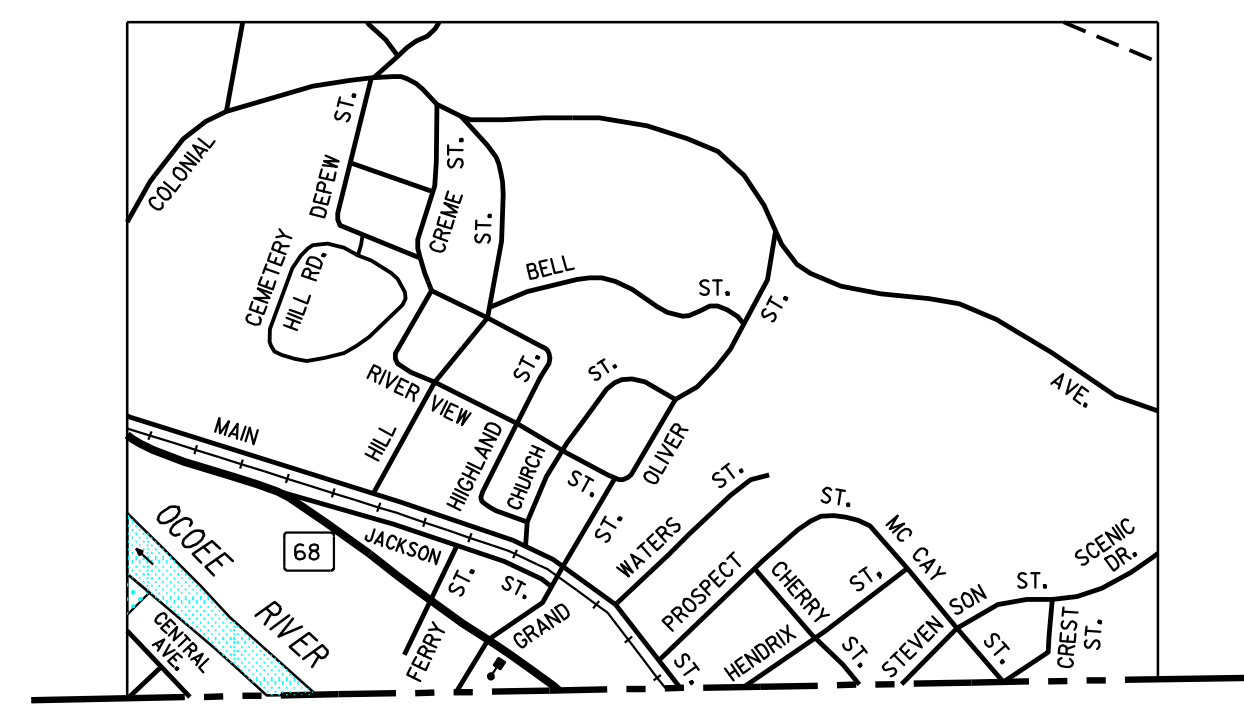 COLONIAL
DEPEW ST.
CREME ST.
ST.
CEMETERY
HILL RD.
BELL ST.
ST.
AVE.
RIVER VIEW
ST.
ST.
MAIN
HILL
HIIGHLAND
CHURCH
ST.
OLIVER
ST.
WATERS ST.
PROSPECT ST.
MC CAY
ST.
SCENIC
DR.
OCOEE
RIVER
68
JACKSON
ST.
ST.
FERRY
GRAND
ST.
CHERRY
ST.
HENDRIX
ST,
STEVEN SON
ST.
CREST
ST.
CENTRAL
AVE.